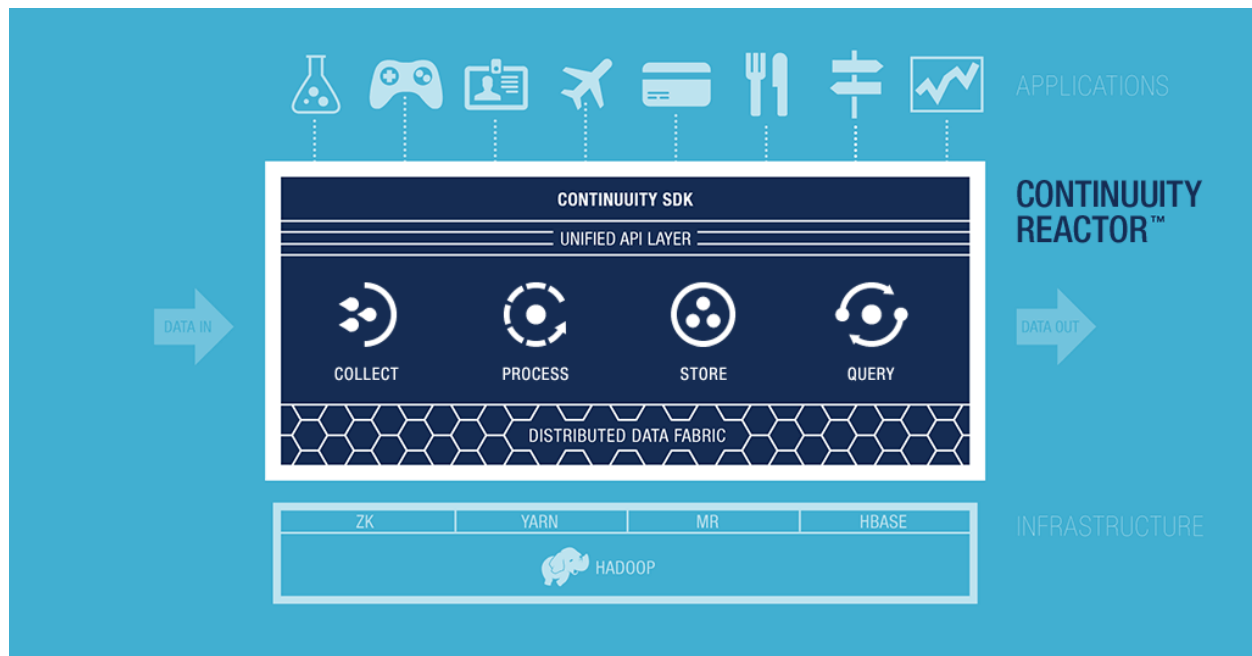 APPLICATIONS
CONTINUUITY SDK
UNIFIED API LAYER
CONTINUUITY
REACTOR™
DATA IN
DATA OUT
COLLECT
PROCESS
STORE
QUERY
DISTRIBUTED DATA FABRIC
ZK
YARN
MR
HBASE
INFRASTRUCTURE
HADOOP